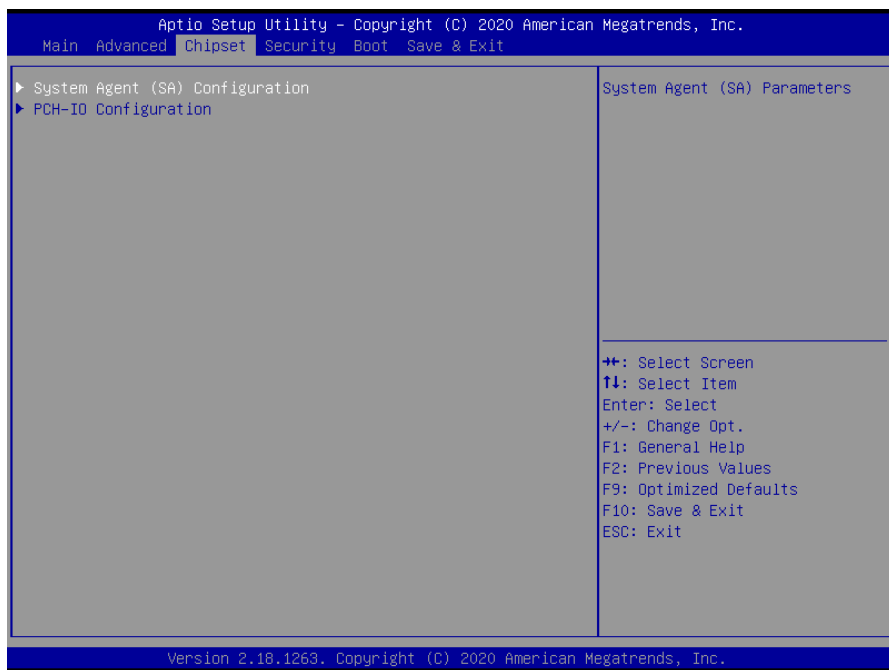 Aptio Setup Utility – Copyright (C) 2020 American Megatrends, Inc.
Main Advanced Chipset Security Boot Save & Exit
▶ System Agent (SA) Configuration
▶ PCH-IO Configuration
System Agent (SA) Parameters
→←: Select Screen
↑↓: Select Item
Enter: Select
+/-: Change Opt.
F1: General Help
F2: Previous Values
F9: Optimized Defaults
F10: Save & Exit
ESC: Exit
Version 2.18.1263. Copyright (C) 2020 American Megatrends, Inc.